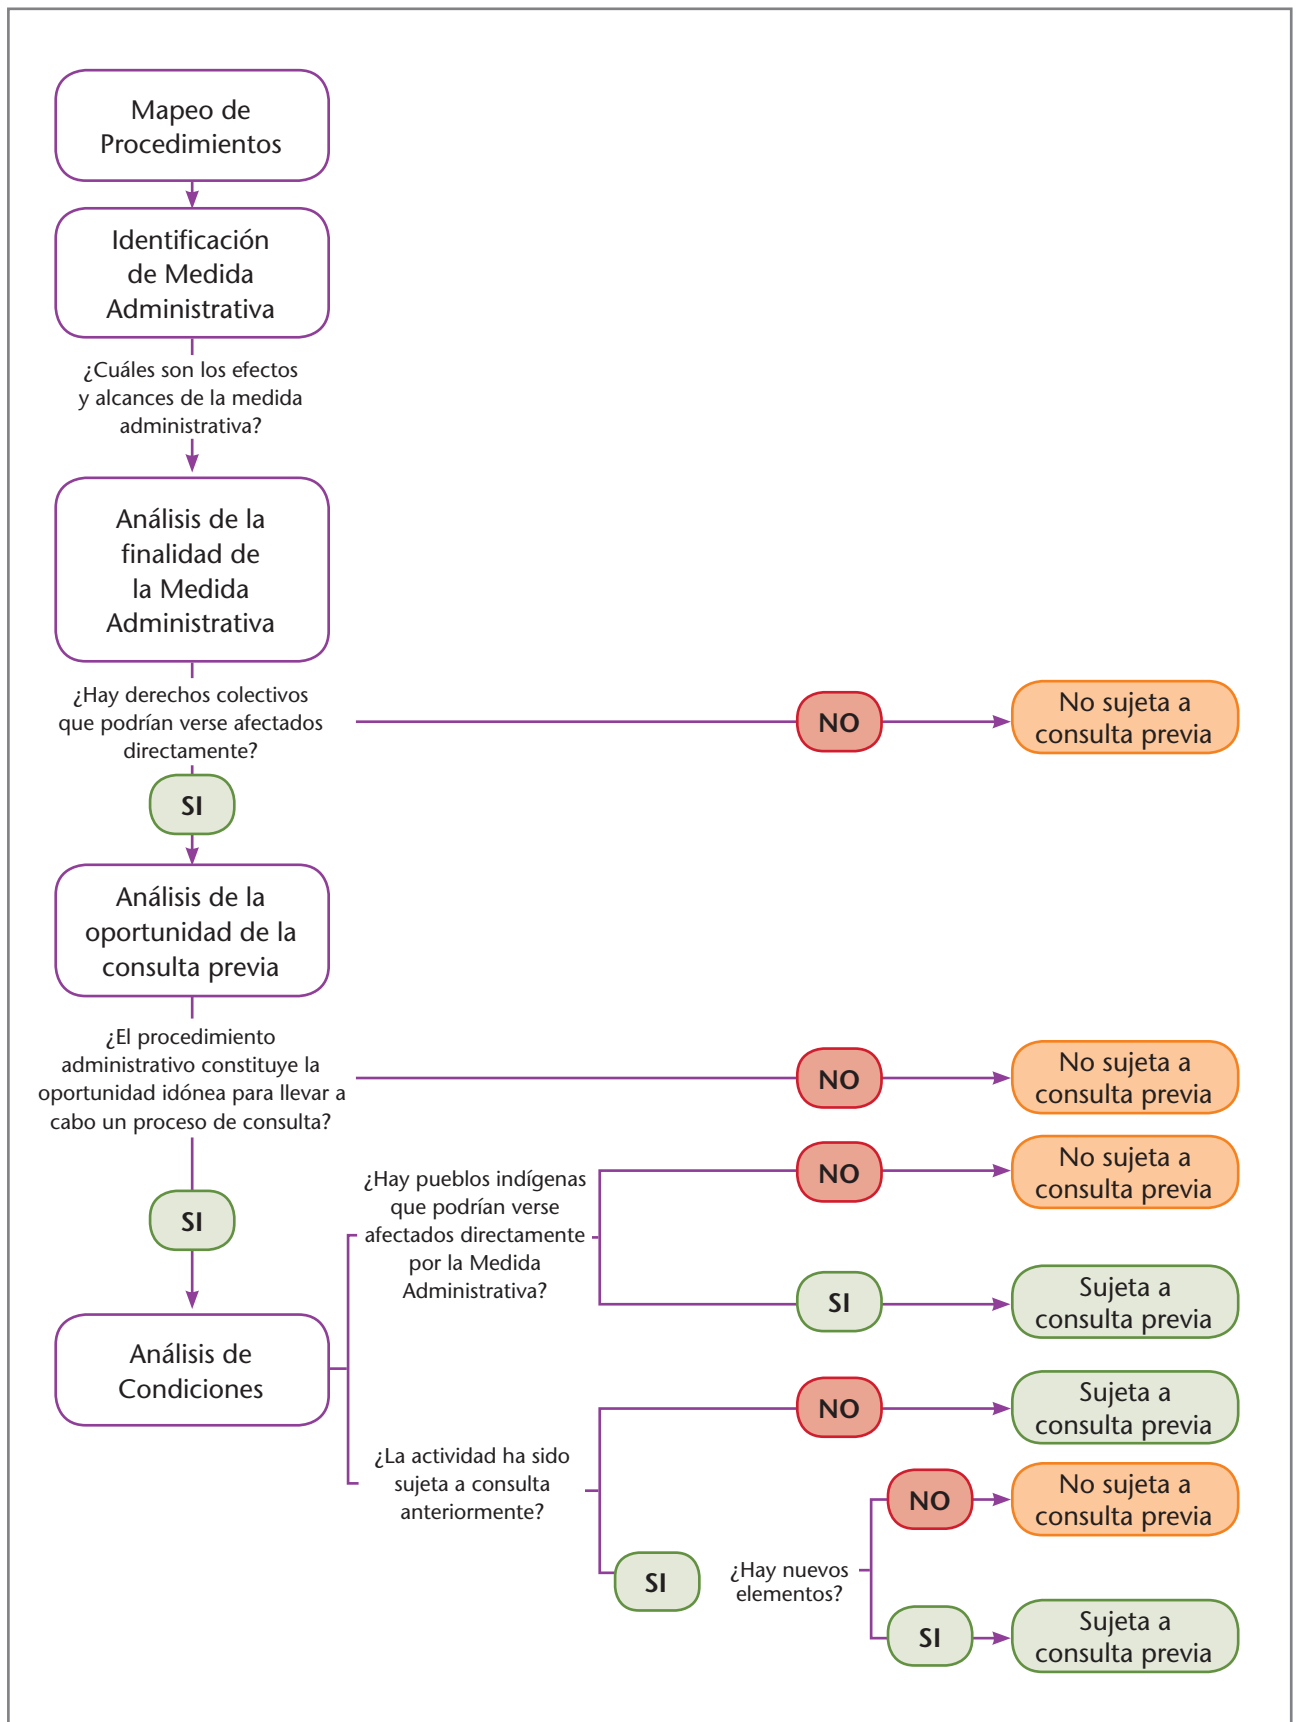 Mapeo de
Procedimientos
Identificación
de Medida
Administrativa
¿Cuáles son los efectos
y alcances de la medida
administrativa?
Análisis de la
finalidad de
la Medida
Administrativa
¿Hay derechos colectivos
que podrían verse afectados
directamente?
NO
No sujeta a
consulta previa
SI
Análisis de la
oportunidad de la
consulta previa
¿El procedimiento
administrativo constituye la
oportunidad idónea para llevar a
cabo un proceso de consulta?
NO
No sujeta a
consulta previa
SI
Análisis de
Condiciones
¿Hay pueblos indígenas
que podrían verse
afectados directamente
por la Medida
Administrativa?
NO
No sujeta a
consulta previa
SI
Sujeta a
consulta previa
¿La actividad ha sido
sujeta a consulta
anteriormente?
NO
Sujeta a
consulta previa
SI
¿Hay nuevos
elementos?
NO
No sujeta a
consulta previa
SI
Sujeta a
consulta previa